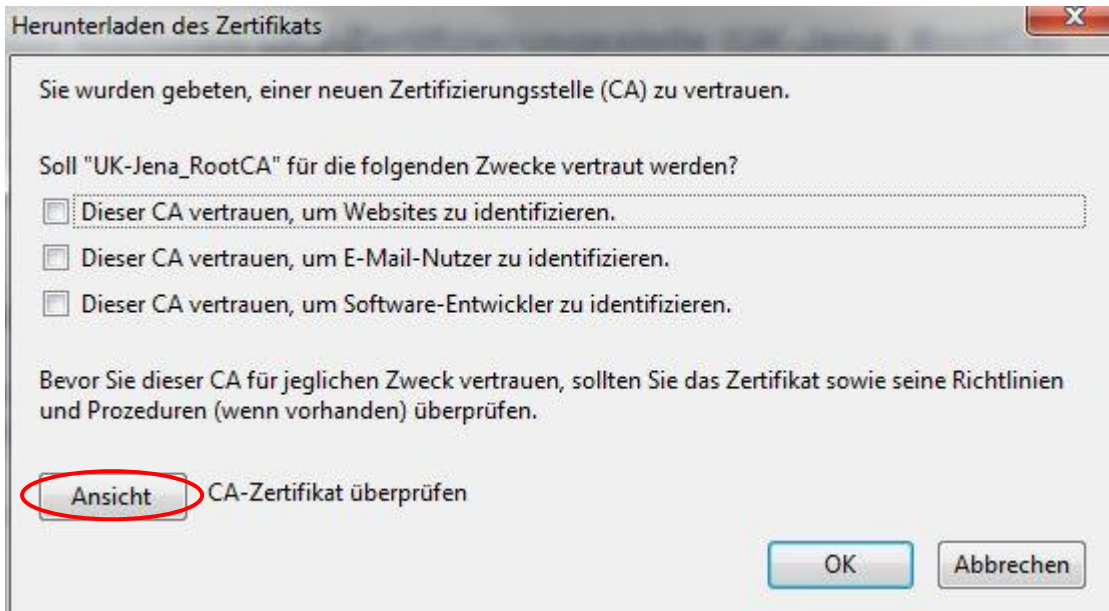 Herunterladen des Zertifikats
Sie wurden gebeten, einer neuen Zertifizierungsstelle (CA) zu vertrauen.
Soll "UK-Jena_RootCA" für die folgenden Zwecke vertraut werden?
Dieser CA vertrauen, um Websites zu identifizieren.
Dieser CA vertrauen, um E-Mail-Nutzer zu identifizieren.
Dieser CA vertrauen, um Software-Entwickler zu identifizieren.
Bevor Sie dieser CA für jeglichen Zweck vertrauen, sollten Sie das Zertifikat sowie seine Richtlinien
und Prozeduren (wenn vorhanden) überprüfen.
Ansicht CA-Zertifikat überprüfen
OK Abbrechen